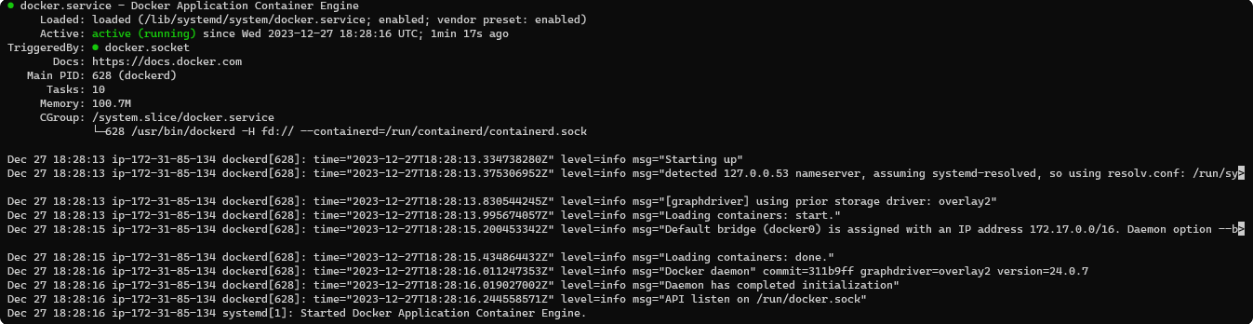 ● docker.service - Docker Application Container Engine
Loaded: loaded (/lib/systemd/system/docker.service; enabled; vendor preset: enabled)
Active: active (running) since Wed 2023-12-27 18:28:16 UTC; 1min 17s ago
TriggeredBy: ● docker.socket
Docs: https://docs.docker.com
Main PID: 628 (dockerd)
Tasks: 10
Memory: 100.7M
CGroup: /system.slice/docker.service
└─628 /usr/bin/dockerd -H fd:// --containerd=/run/containerd/containerd.sock
Dec 27 18:28:13 ip-172-31-85-134 dockerd[628]: time="2023-12-27T18:28:13.334738280Z" level=info msg="Starting up"
Dec 27 18:28:13 ip-172-31-85-134 dockerd[628]: time="2023-12-27T18:28:13.375306952Z" level=info msg="detected 127.0.0.53 nameserver, assuming systemd-resolved, so using resolv.conf: /run/sy>
Dec 27 18:28:13 ip-172-31-85-134 dockerd[628]: time="2023-12-27T18:28:13.830544245Z" level=info msg="[graphdriver] using prior storage driver: overlay2"
Dec 27 18:28:13 ip-172-31-85-134 dockerd[628]: time="2023-12-27T18:28:13.995674057Z" level=info msg="Loading containers: start."
Dec 27 18:28:15 ip-172-31-85-134 dockerd[628]: time="2023-12-27T18:28:15.200453342Z" level=info msg="Default bridge (docker0) is assigned with an IP address 172.17.0.0/16. Daemon option --b>
Dec 27 18:28:15 ip-172-31-85-134 dockerd[628]: time="2023-12-27T18:28:15.434864432Z" level=info msg="Loading containers: done."
Dec 27 18:28:16 ip-172-31-85-134 dockerd[628]: time="2023-12-27T18:28:16.011247353Z" level=info msg="Docker daemon" commit=311b9ff graphdriver=overlay2 version=24.0.7
Dec 27 18:28:16 ip-172-31-85-134 dockerd[628]: time="2023-12-27T18:28:16.019027002Z" level=info msg="Daemon has completed initialization"
Dec 27 18:28:16 ip-172-31-85-134 dockerd[628]: time="2023-12-27T18:28:16.244558571Z" level=info msg="API listen on /run/docker.sock"
Dec 27 18:28:16 ip-172-31-85-134 systemd[1]: Started Docker Application Container Engine.